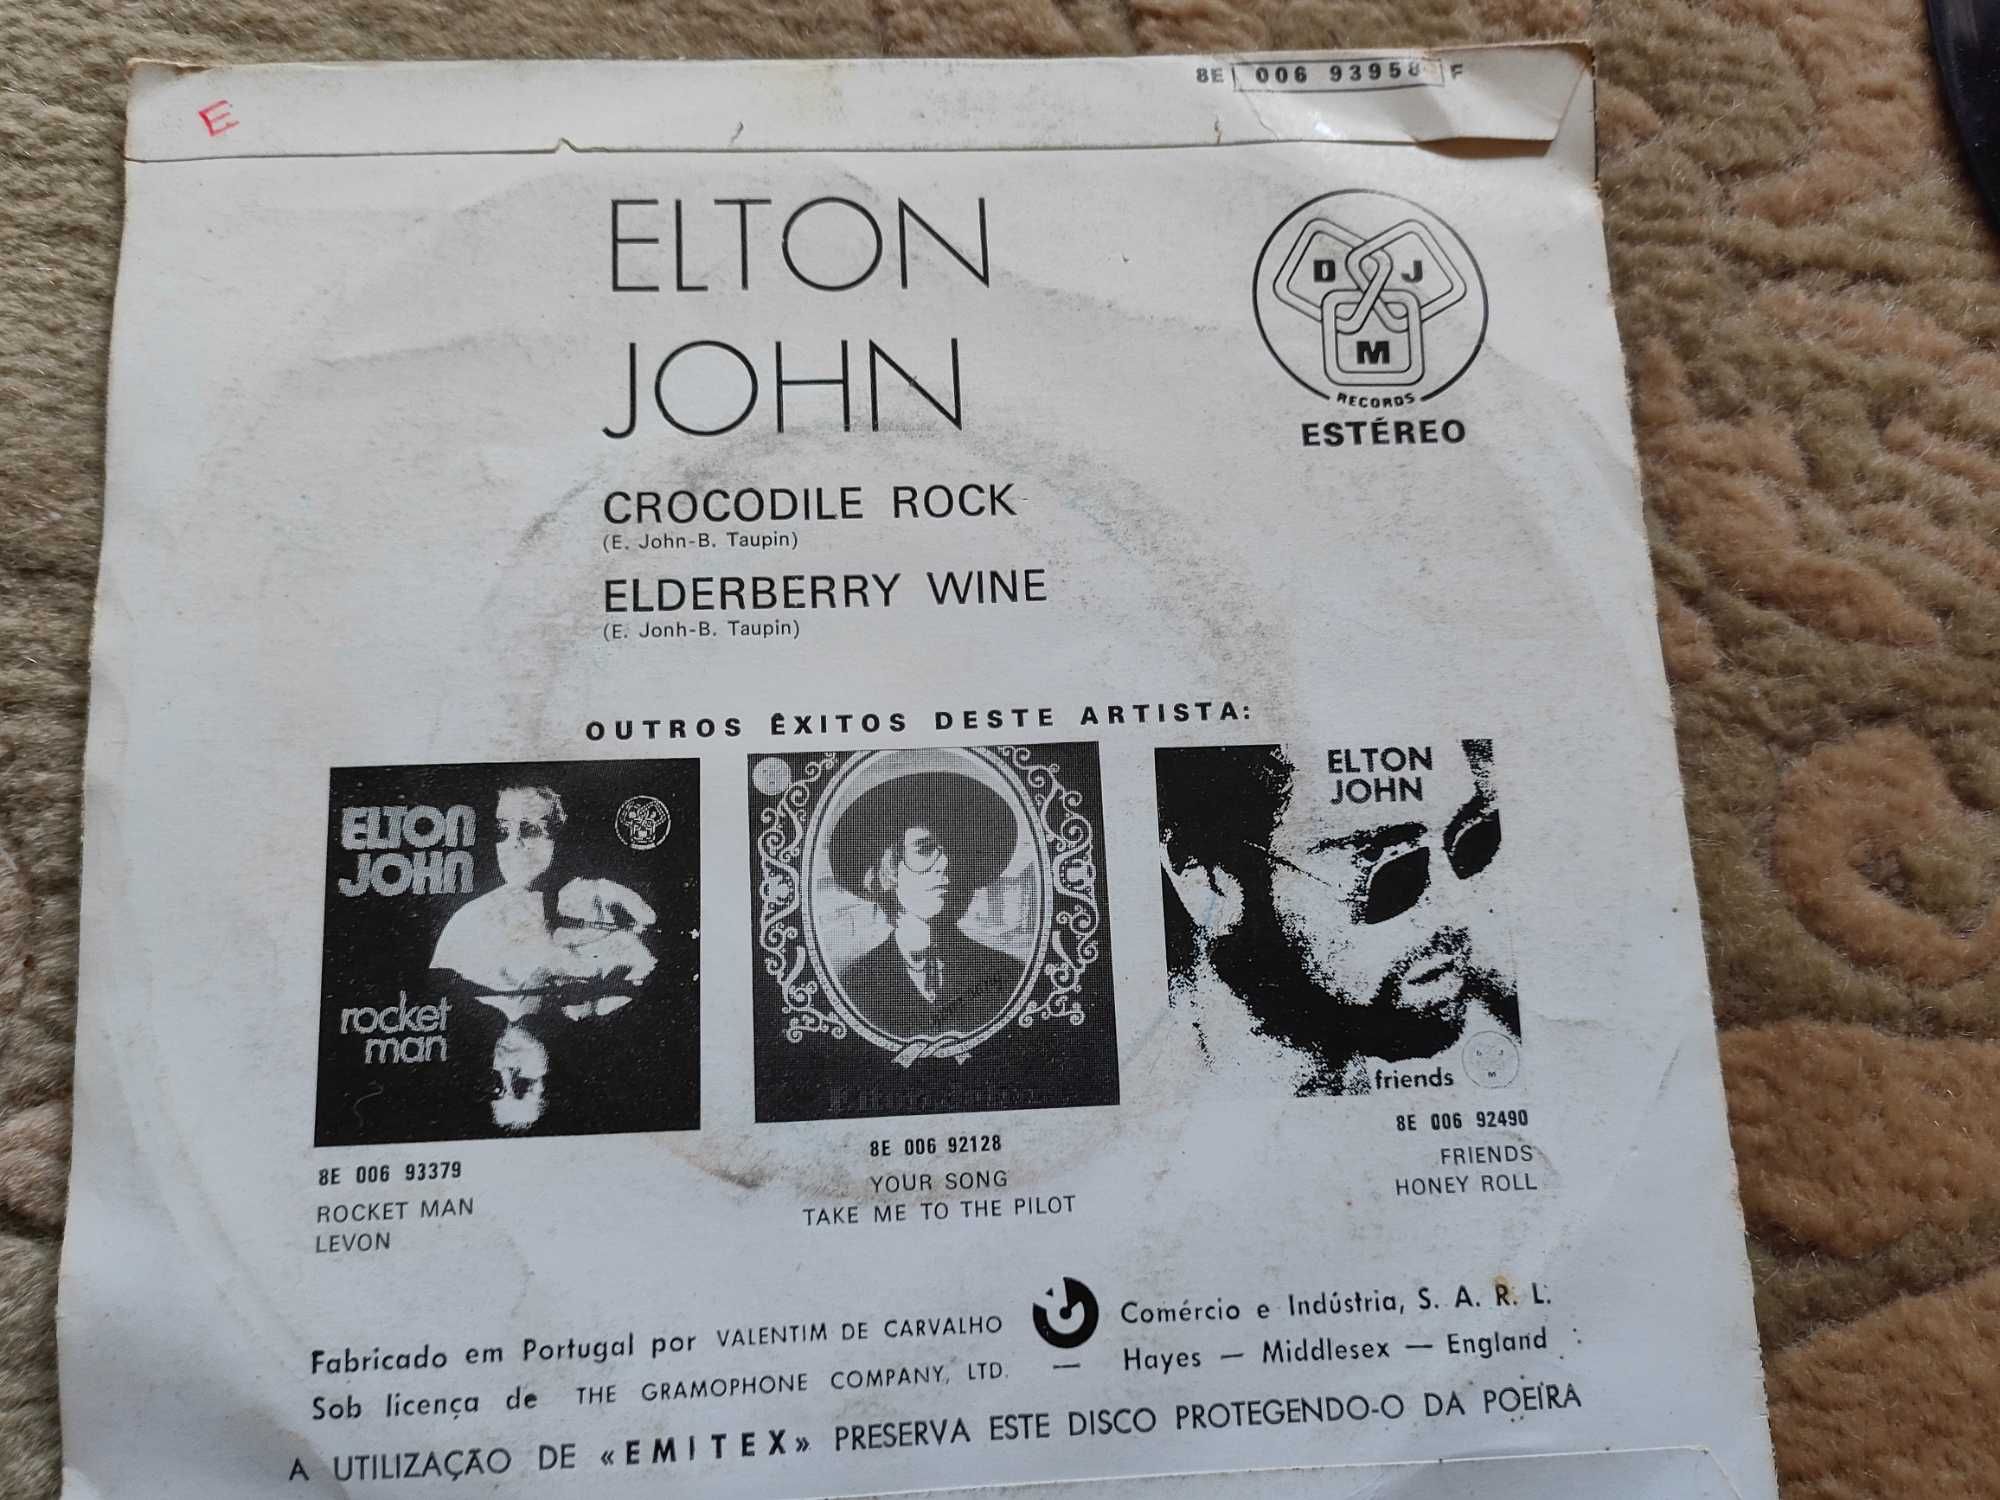 8E 006 93958 F
E
ELTON
JOHN
D J
M
RECORDS
ESTÉREO
CROCODILE ROCK
(E. John-B. Taupin)
ELDERBERRY WINE
(E. Jonh-B. Taupin)
OUTROS ÊXITOS DESTE ARTISTA:
ELTON
JOHN
rocket
man
ELTON
JOHN
friends
D J
M
8E 006 93379
ROCKET MAN
LEVON
8E 006 92128
YOUR SONG
TAKE ME TO THE PILOT
8E 006 92490
FRIENDS
HONEY ROLL
Fabricado em Portugal por VALENTIM DE CARVALHO Comércio e Indústria, S. A. R. L.
Sob licença de THE GRAMOPHONE COMPANY, LTD. — Hayes — Middlesex — England
A UTILIZAÇÃO DE «EMITEX» PRESERVA ESTE DISCO PROTEGENDO-O DA POEIRA